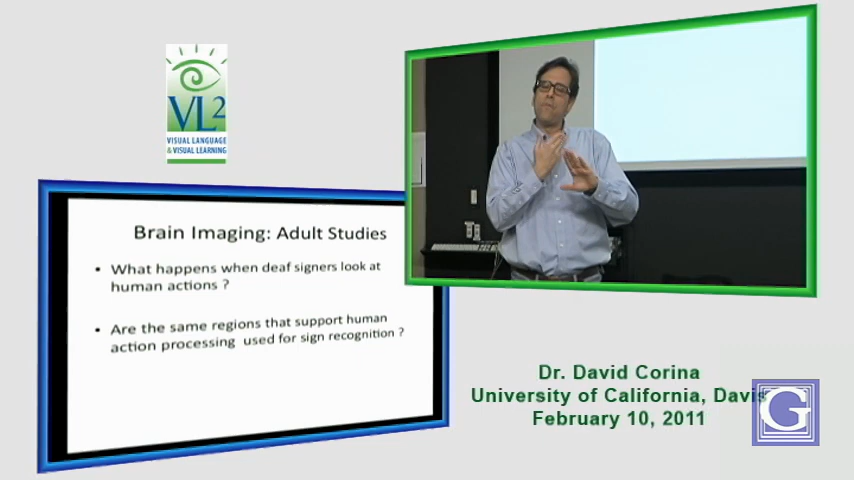 VL2
VISUAL LANGUAGE
& VISUAL LEARNING
Brain Imaging: Adult Studies
• What happens when deaf signers look at
human actions ?
• Are the same regions that support human
action processing used for sign recognition ?
Dr. David Corina
University of California, Davis
February 10, 2011
G